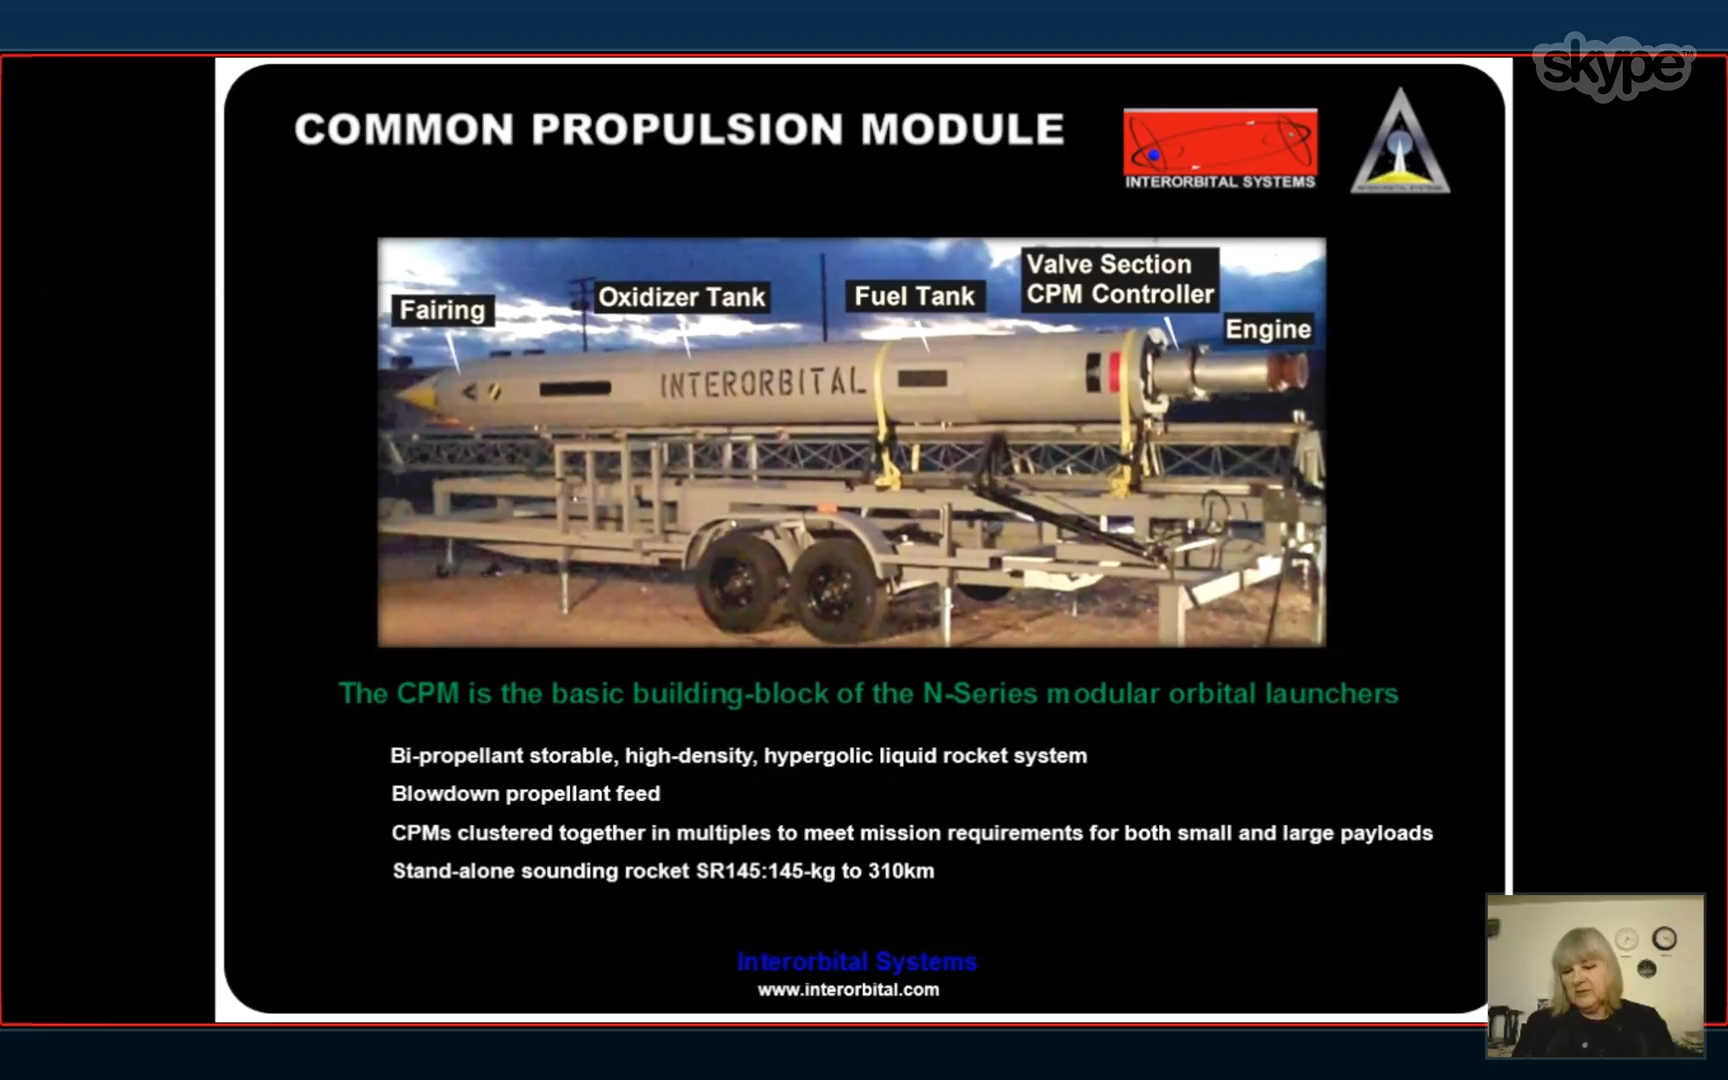 skype™
COMMON PROPULSION MODULE
INTERORBITAL SYSTEMS
INTERORBITAL SYSTEMS
Fairing
Oxidizer Tank
Fuel Tank
Valve Section
CPM Controller
Engine
INTERORBITAL
The CPM is the basic building-block of the N-Series modular orbital launchers
Bi-propellant storable, high-density, hypergolic liquid rocket system
Blowdown propellant feed
CPMs clustered together in multiples to meet mission requirements for both small and large payloads
Stand-alone sounding rocket SR145:145-kg to 310km
Interorbital Systems
www.interorbital.com